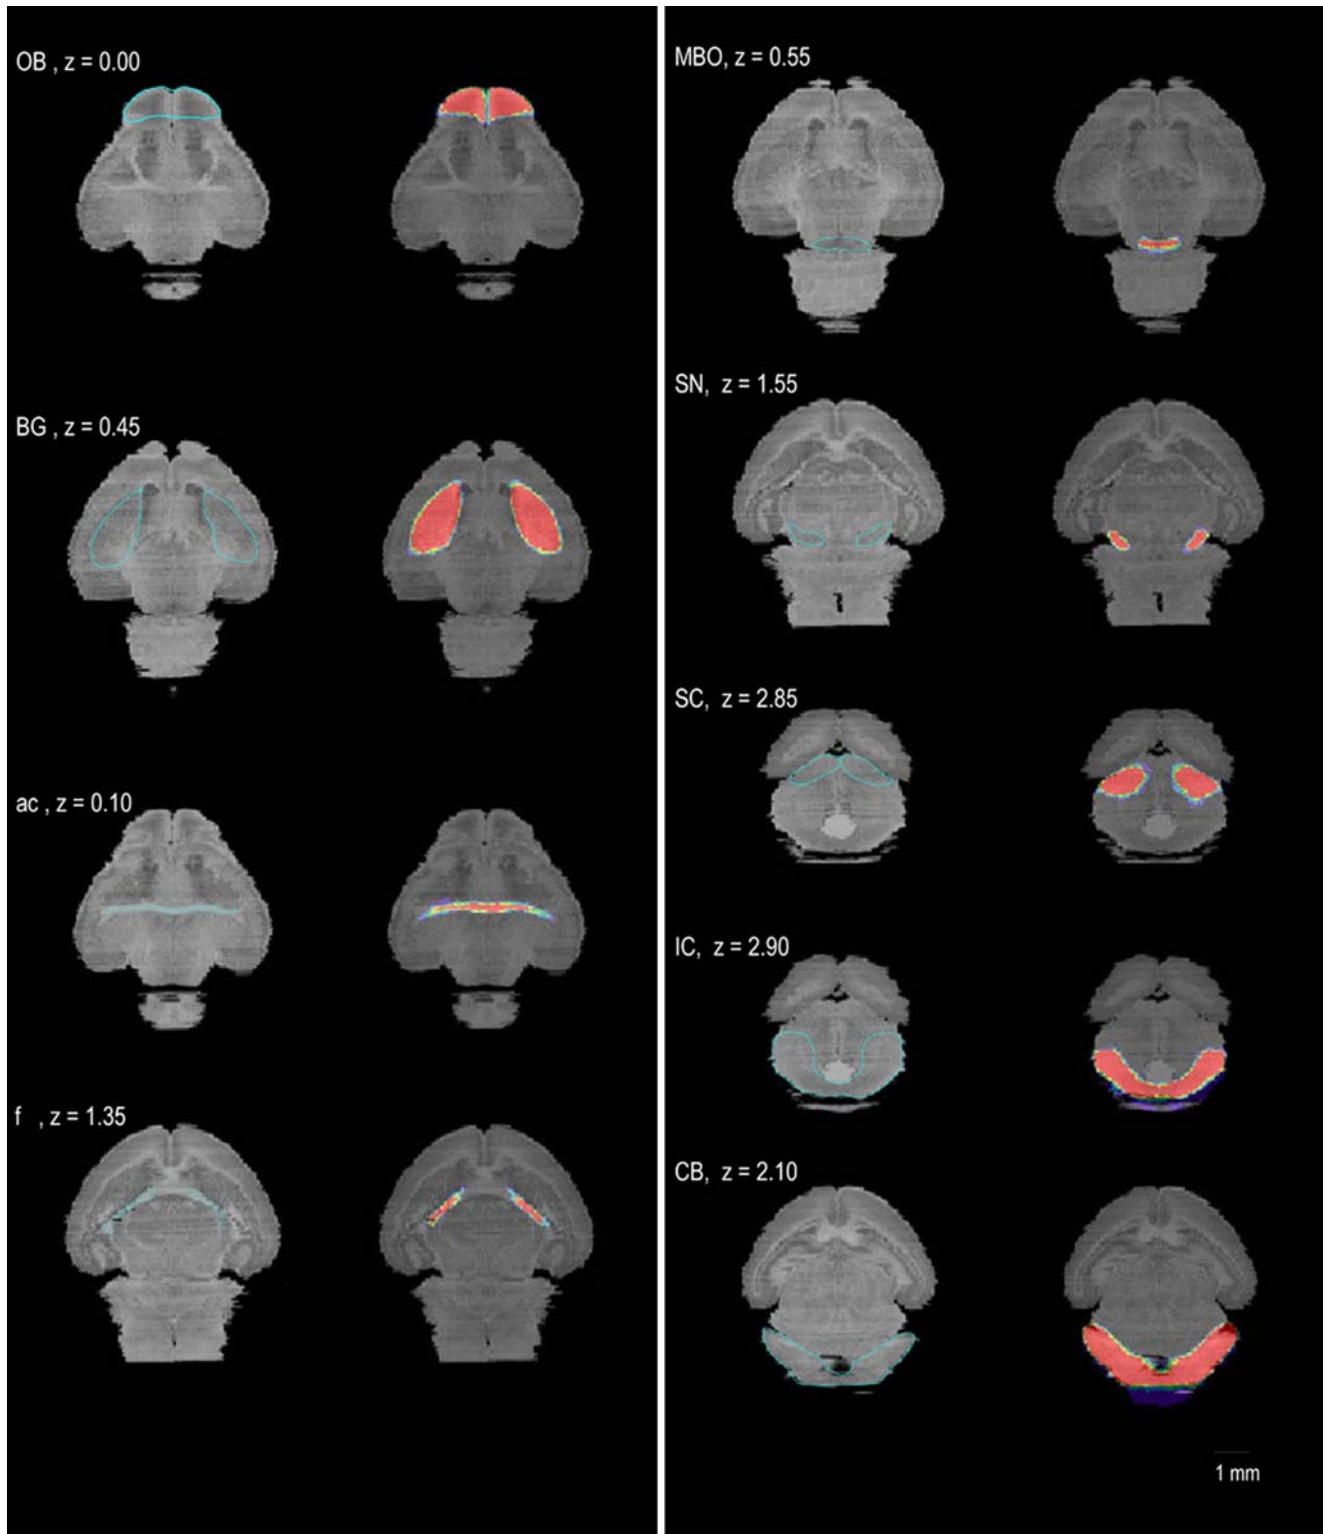 OB , z = 0.00
BG , z = 0.45
ac , z = 0.10
f , z = 1.35
MBO, z = 0.55
SN, z = 1.55
SC, z = 2.85
IC, z = 2.90
CB, z = 2.10
1 mm